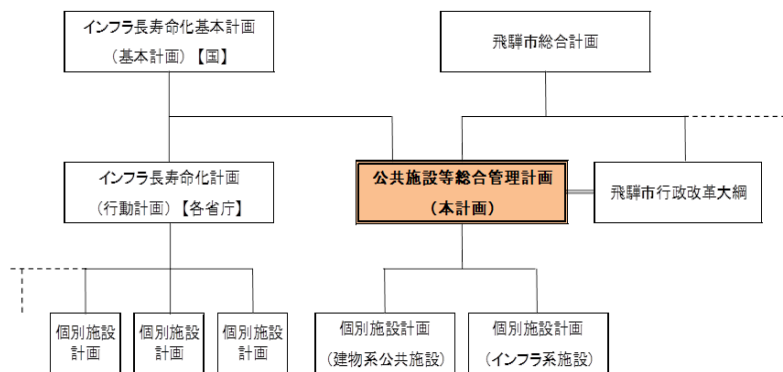 インフラ長寿命化基本計画
(基本計画)【国】
飛騨市総合計画
インフラ長寿命化計画
(行動計画)【各省庁】
公共施設等総合管理計画
(本計画)
飛騨市行政改革大綱
個別施設
計画
個別施設
計画
個別施設
計画
個別施設計画
(建物系公共施設)
個別施設計画
(インフラ系施設)